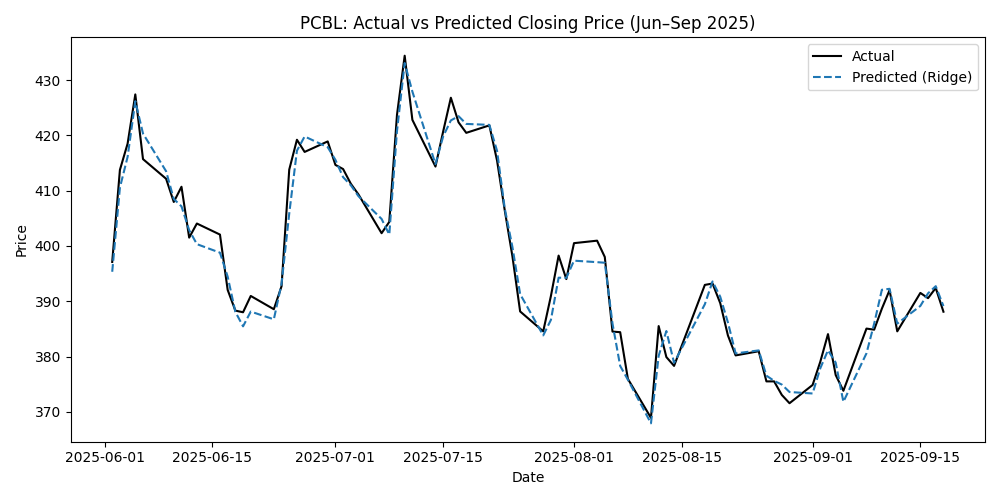 PCBL: Actual vs Predicted Closing Price (Jun–Sep 2025)
Actual
Predicted (Ridge)
Price
430
420
410
400
390
380
370
2025-06-01 2025-06-15 2025-07-01 2025-07-15 2025-08-01 2025-08-15 2025-09-01 2025-09-15
Date